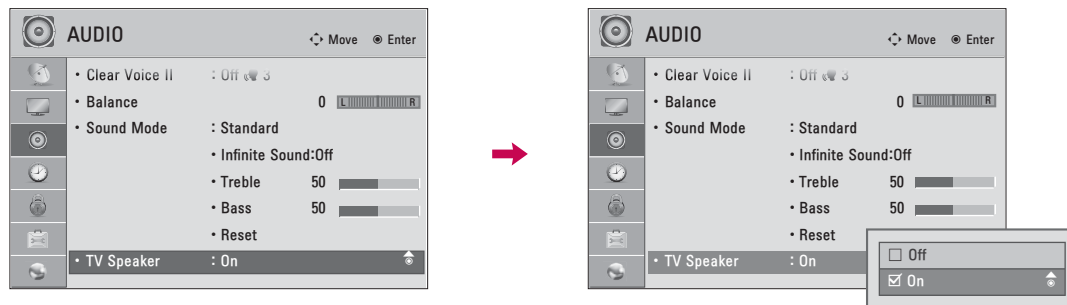 AUDIO Move Enter
• Clear Voice II : Off 3
• Balance 0 L R
• Sound Mode : Standard
• Infinite Sound:Off
• Treble 50
• Bass 50
• Reset
• TV Speaker : On
AUDIO Move Enter
• Clear Voice II : Off 3
• Balance 0 L R
• Sound Mode : Standard
• Infinite Sound:Off
• Treble 50
• Bass 50
• Reset
• TV Speaker : On
Off
On